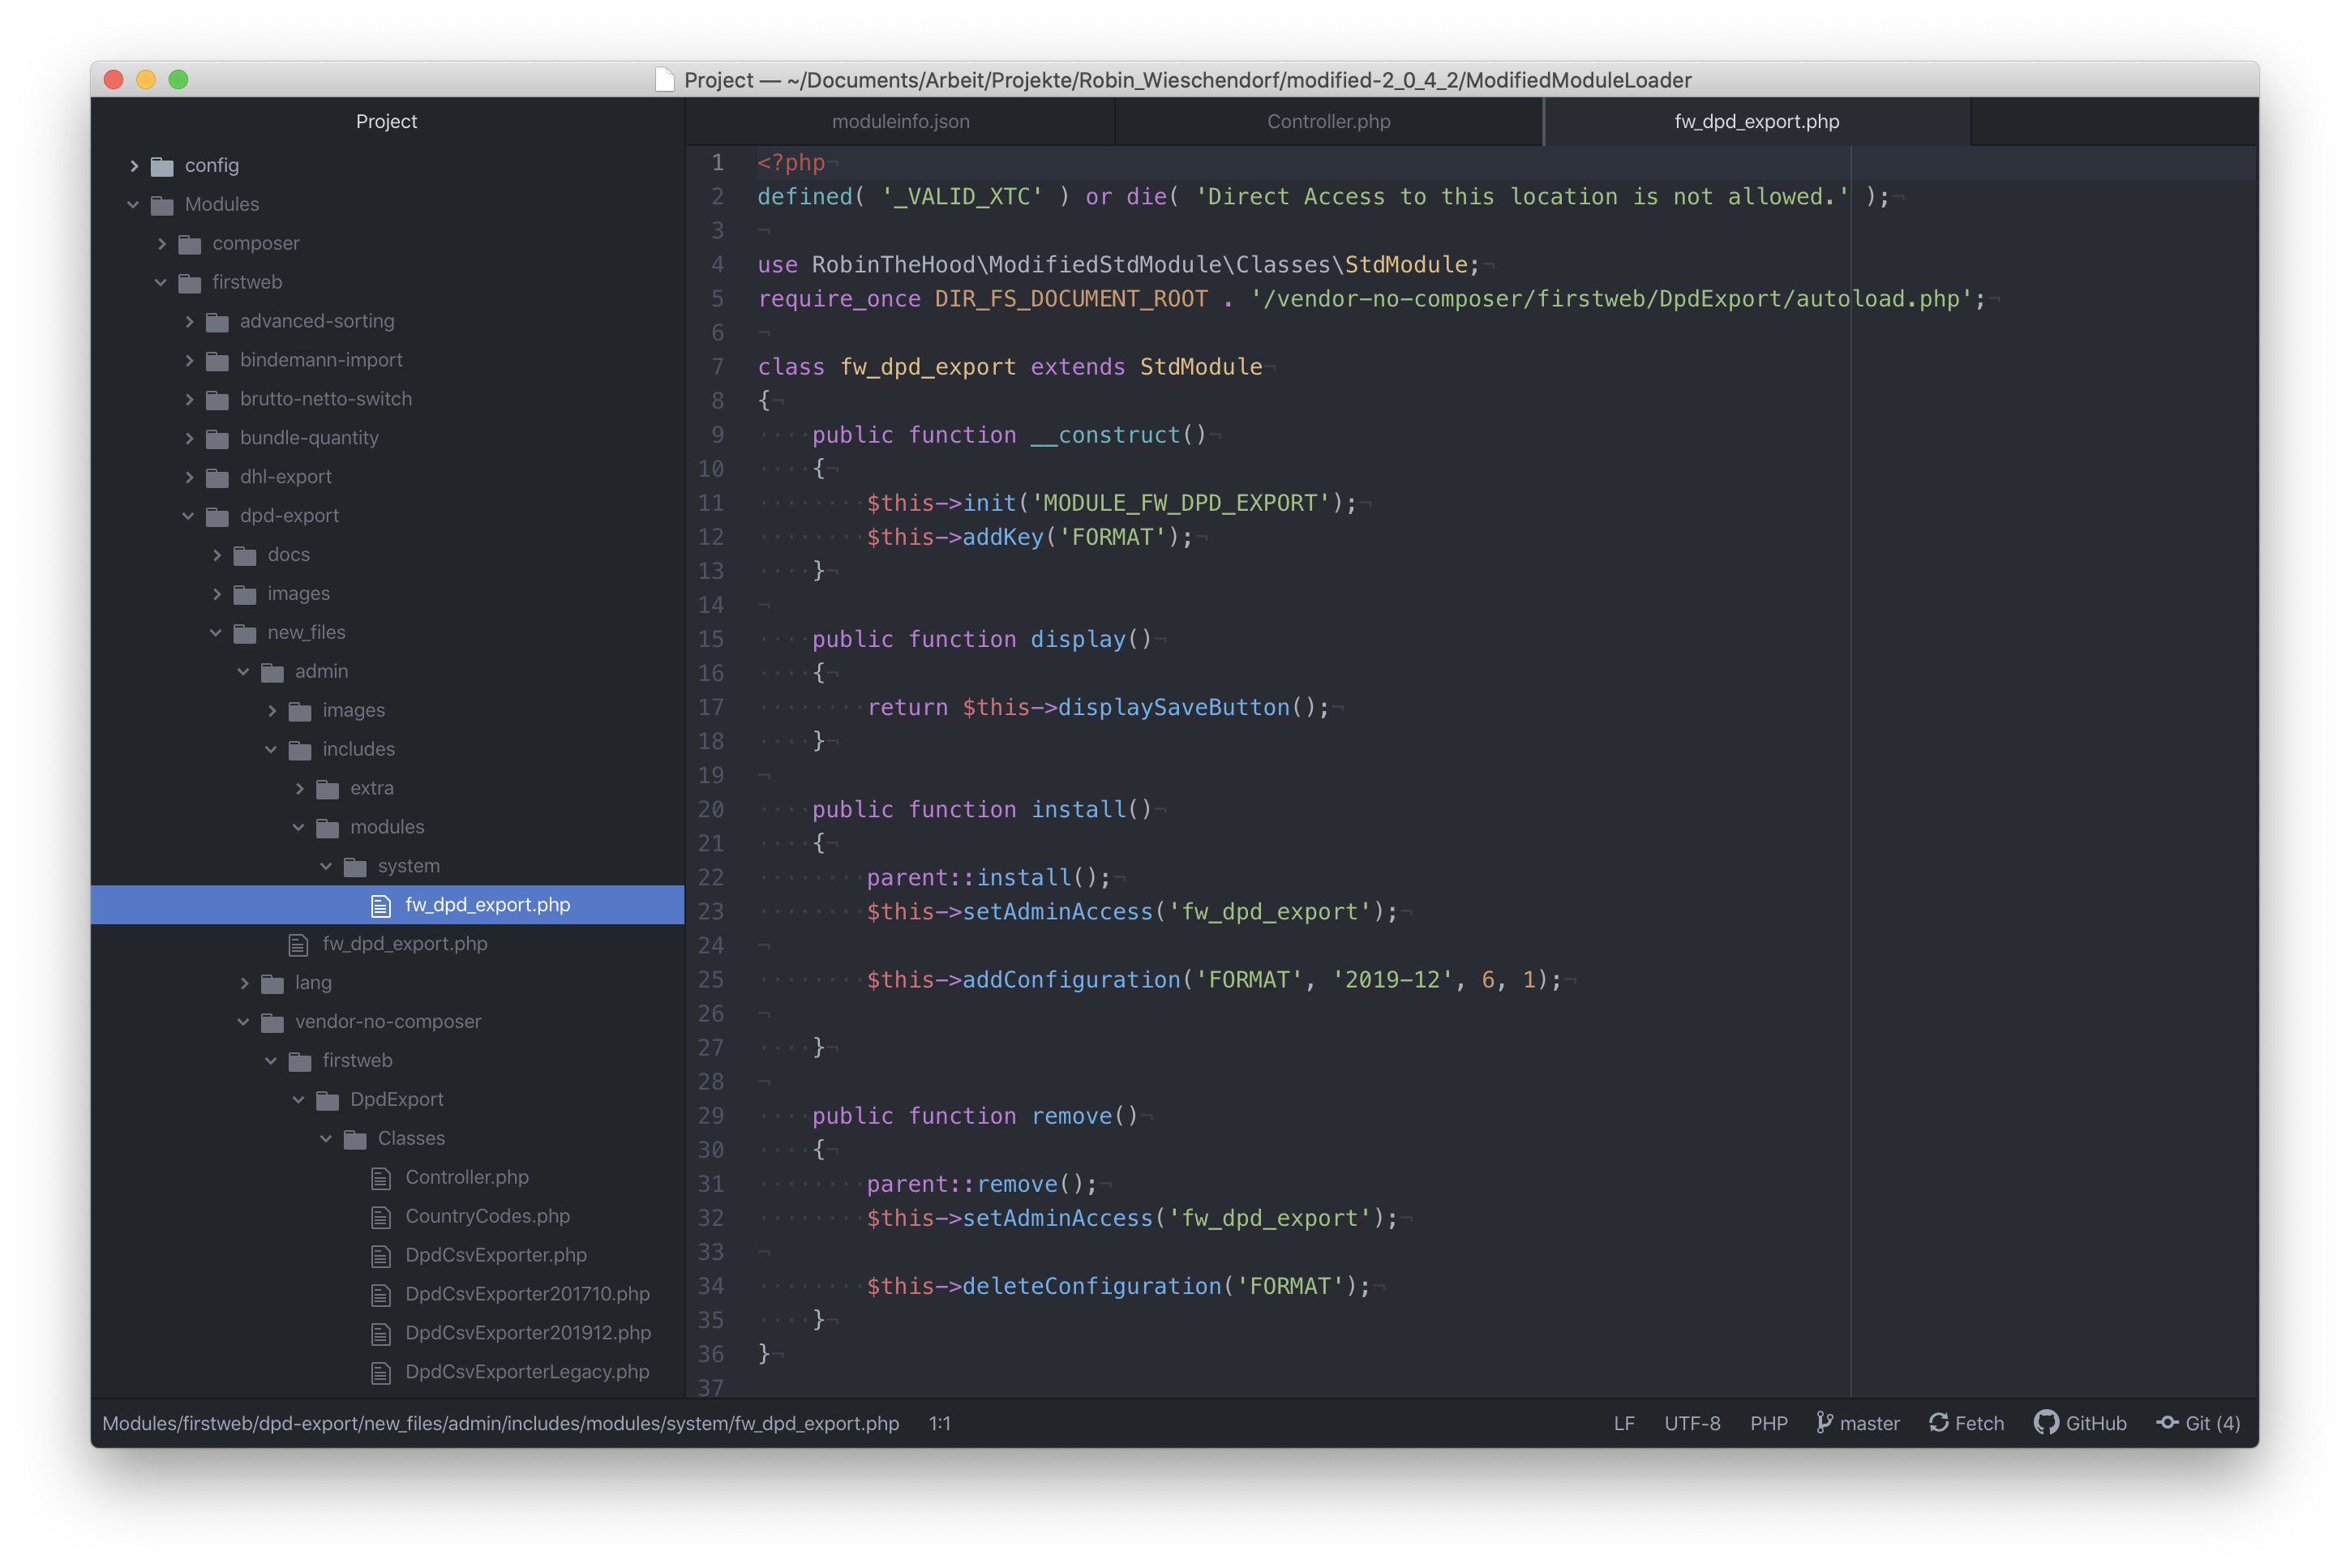 Project — ~/Documents/Arbeit/Projekte/Robin_Wieschendorf/modified-2_0_4_2/ModifiedModuleLoader
Project
config
Modules
composer
firstweb
advanced-sorting
bindemann-import
brutto-netto-switch
bundle-quantity
dhl-export
dpd-export
docs
images
new_files
admin
images
includes
extra
modules
system
fw_dpd_export.php
fw_dpd_export.php
lang
vendor-no-composer
firstweb
DpdExport
Classes
Controller.php
CountryCodes.php
DpdCsvExporter.php
DpdCsvExporter201710.php
DpdCsvExporter201912.php
DpdCsvExporterLegacy.php
moduleinfo.json Controller.php fw_dpd_export.php
1 <?php¬
2 defined( '_VALID_XTC' ) or die( 'Direct Access to this location is not allowed.' );¬
3 ¬
4 use RobinTheHood\ModifiedStdModule\Classes\StdModule;¬
5 require_once DIR_FS_DOCUMENT_ROOT . '/vendor-no-composer/firstweb/DpdExport/autoload.php';¬
6 ¬
7 class fw_dpd_export extends StdModule¬
8 {¬
9 ····public function __construct()¬
10 ····{¬
11 ········$this->init('MODULE_FW_DPD_EXPORT');¬
12 ········$this->addKey('FORMAT');¬
13 ····}¬
14 ¬
15 ····public function display()¬
16 ····{¬
17 ········return $this->displaySaveButton();¬
18 ····}¬
19 ¬
20 ····public function install()¬
21 ····{¬
22 ········parent::install();¬
23 ········$this->setAdminAccess('fw_dpd_export');¬
24 ¬
25 ········$this->addConfiguration('FORMAT', '2019-12', 6, 1);¬
26 ¬
27 ····}¬
28 ¬
29 ····public function remove()¬
30 ····{¬
31 ········parent::remove();¬
32 ········$this->setAdminAccess('fw_dpd_export');¬
33 ¬
34 ········$this->deleteConfiguration('FORMAT');¬
35 ····}¬
36 }¬
37
Modules/firstweb/dpd-export/new_files/admin/includes/modules/system/fw_dpd_export.php 1:1 LF UTF-8 PHP master Fetch GitHub Git (4)